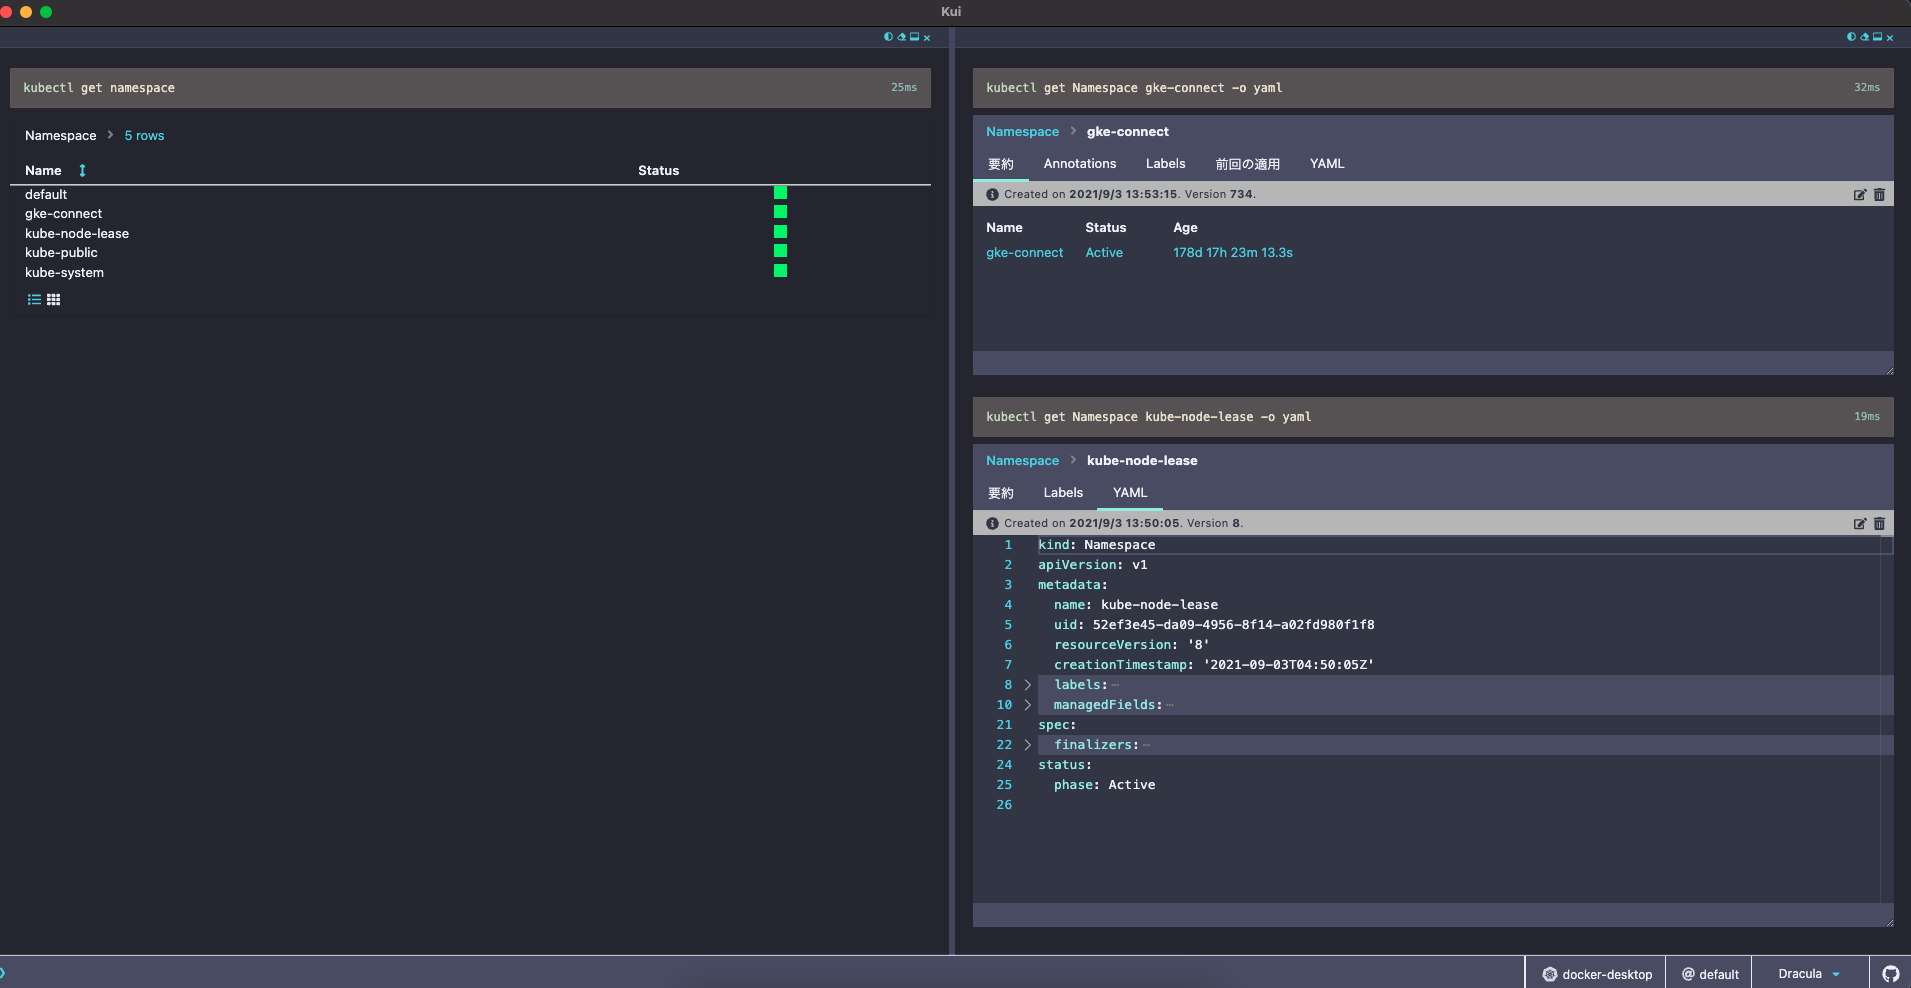 Kui
kubectl get namespace 25ms
Namespace > 5 rows
Name Status
default
gke-connect
kube-node-lease
kube-public
kube-system
kubectl get Namespace gke-connect -o yaml 32ms
Namespace > gke-connect
要約 Annotations Labels 前回の適用 YAML
Created on 2021/9/3 13:53:15. Version 734.
Name Status Age
gke-connect Active 178d 17h 23m 13.3s
kubectl get Namespace kube-node-lease -o yaml 19ms
Namespace > kube-node-lease
要約 Labels YAML
Created on 2021/9/3 13:50:05. Version 8.
1 kind: Namespace
2 apiVersion: v1
3 metadata:
4 name: kube-node-lease
5 uid: 52ef3e45-da09-4956-8f14-a02fd980f1f8
6 resourceVersion: '8'
7 creationTimestamp: '2021-09-03T04:50:05Z'
8 > labels:…
10 > managedFields:…
21 spec:
22 > finalizers:…
24 status:
25 phase: Active
26
docker-desktop @ default Dracula